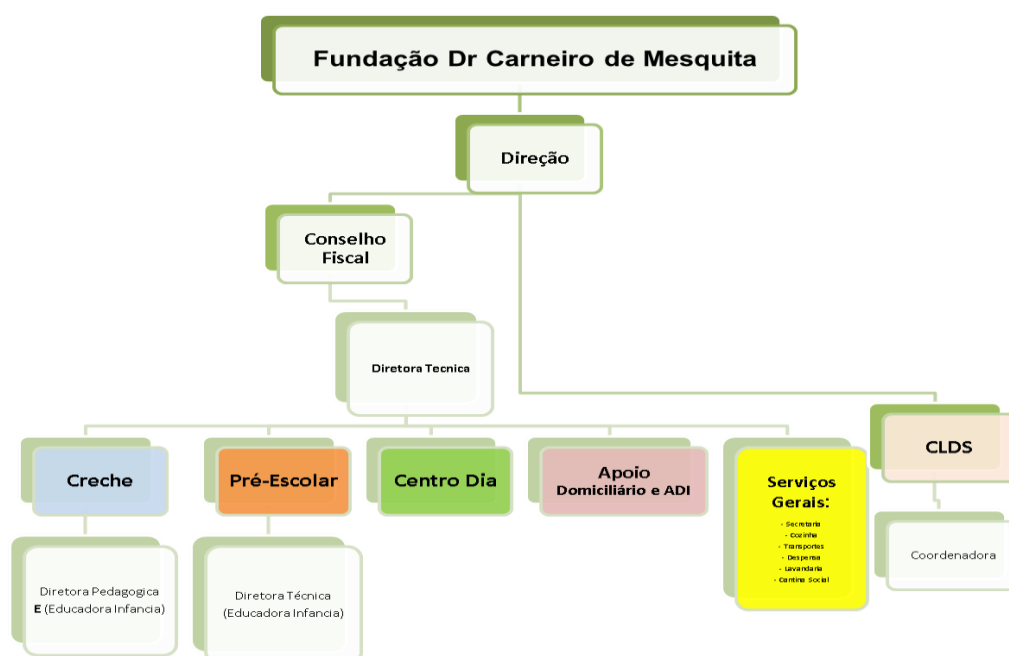 Fundação Dr Carneiro de Mesquita
Direção
Conselho
Fiscal
Diretora Tecnica
CLDS
Creche
Pré-Escolar
Centro Dia
Apoio
Domiciliário e ADI
Serviços
Gerais:
- Secretaria
- Cozinha
- Transportes
- Despensa
- Lavandaria
- Cantina Social
Coordenadora
Diretora Pedagogica
E (Educadora Infancia)
Diretora Técnica
(Educadora Infancia)